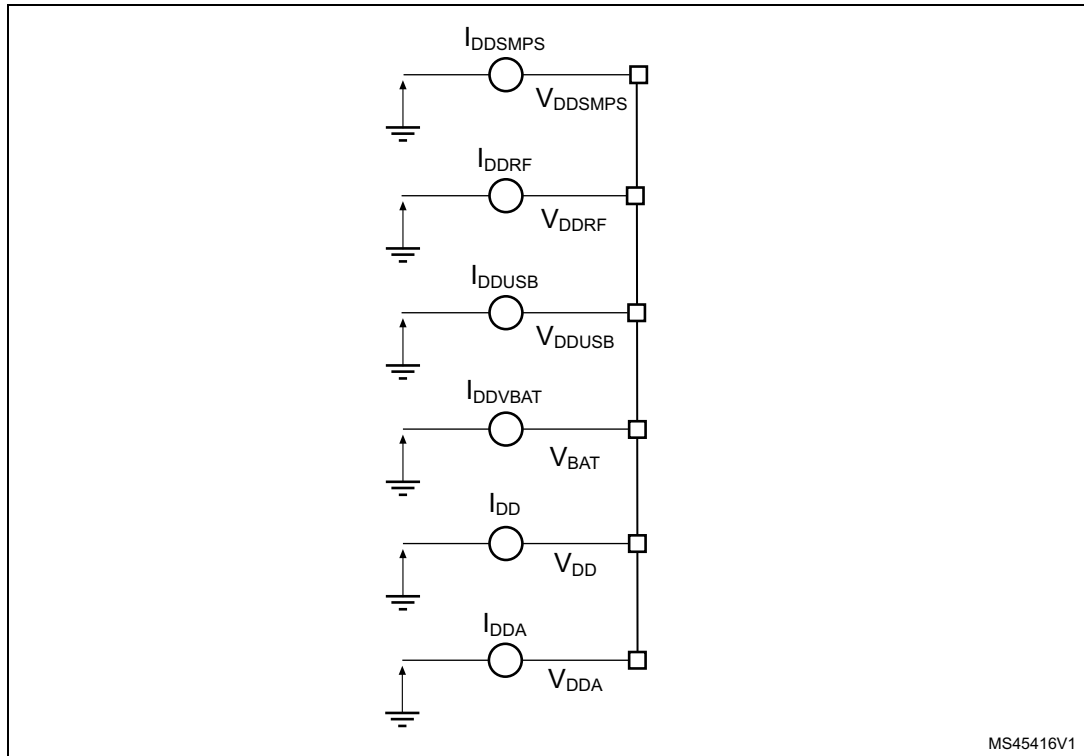 IDDSMPS
VDDSMPS
IDDRF
VDDRF
IDDUSB
VDDUSB
IDDVBAT
VBAT
IDD
VDD
IDDA
VDDA
MS45416V1